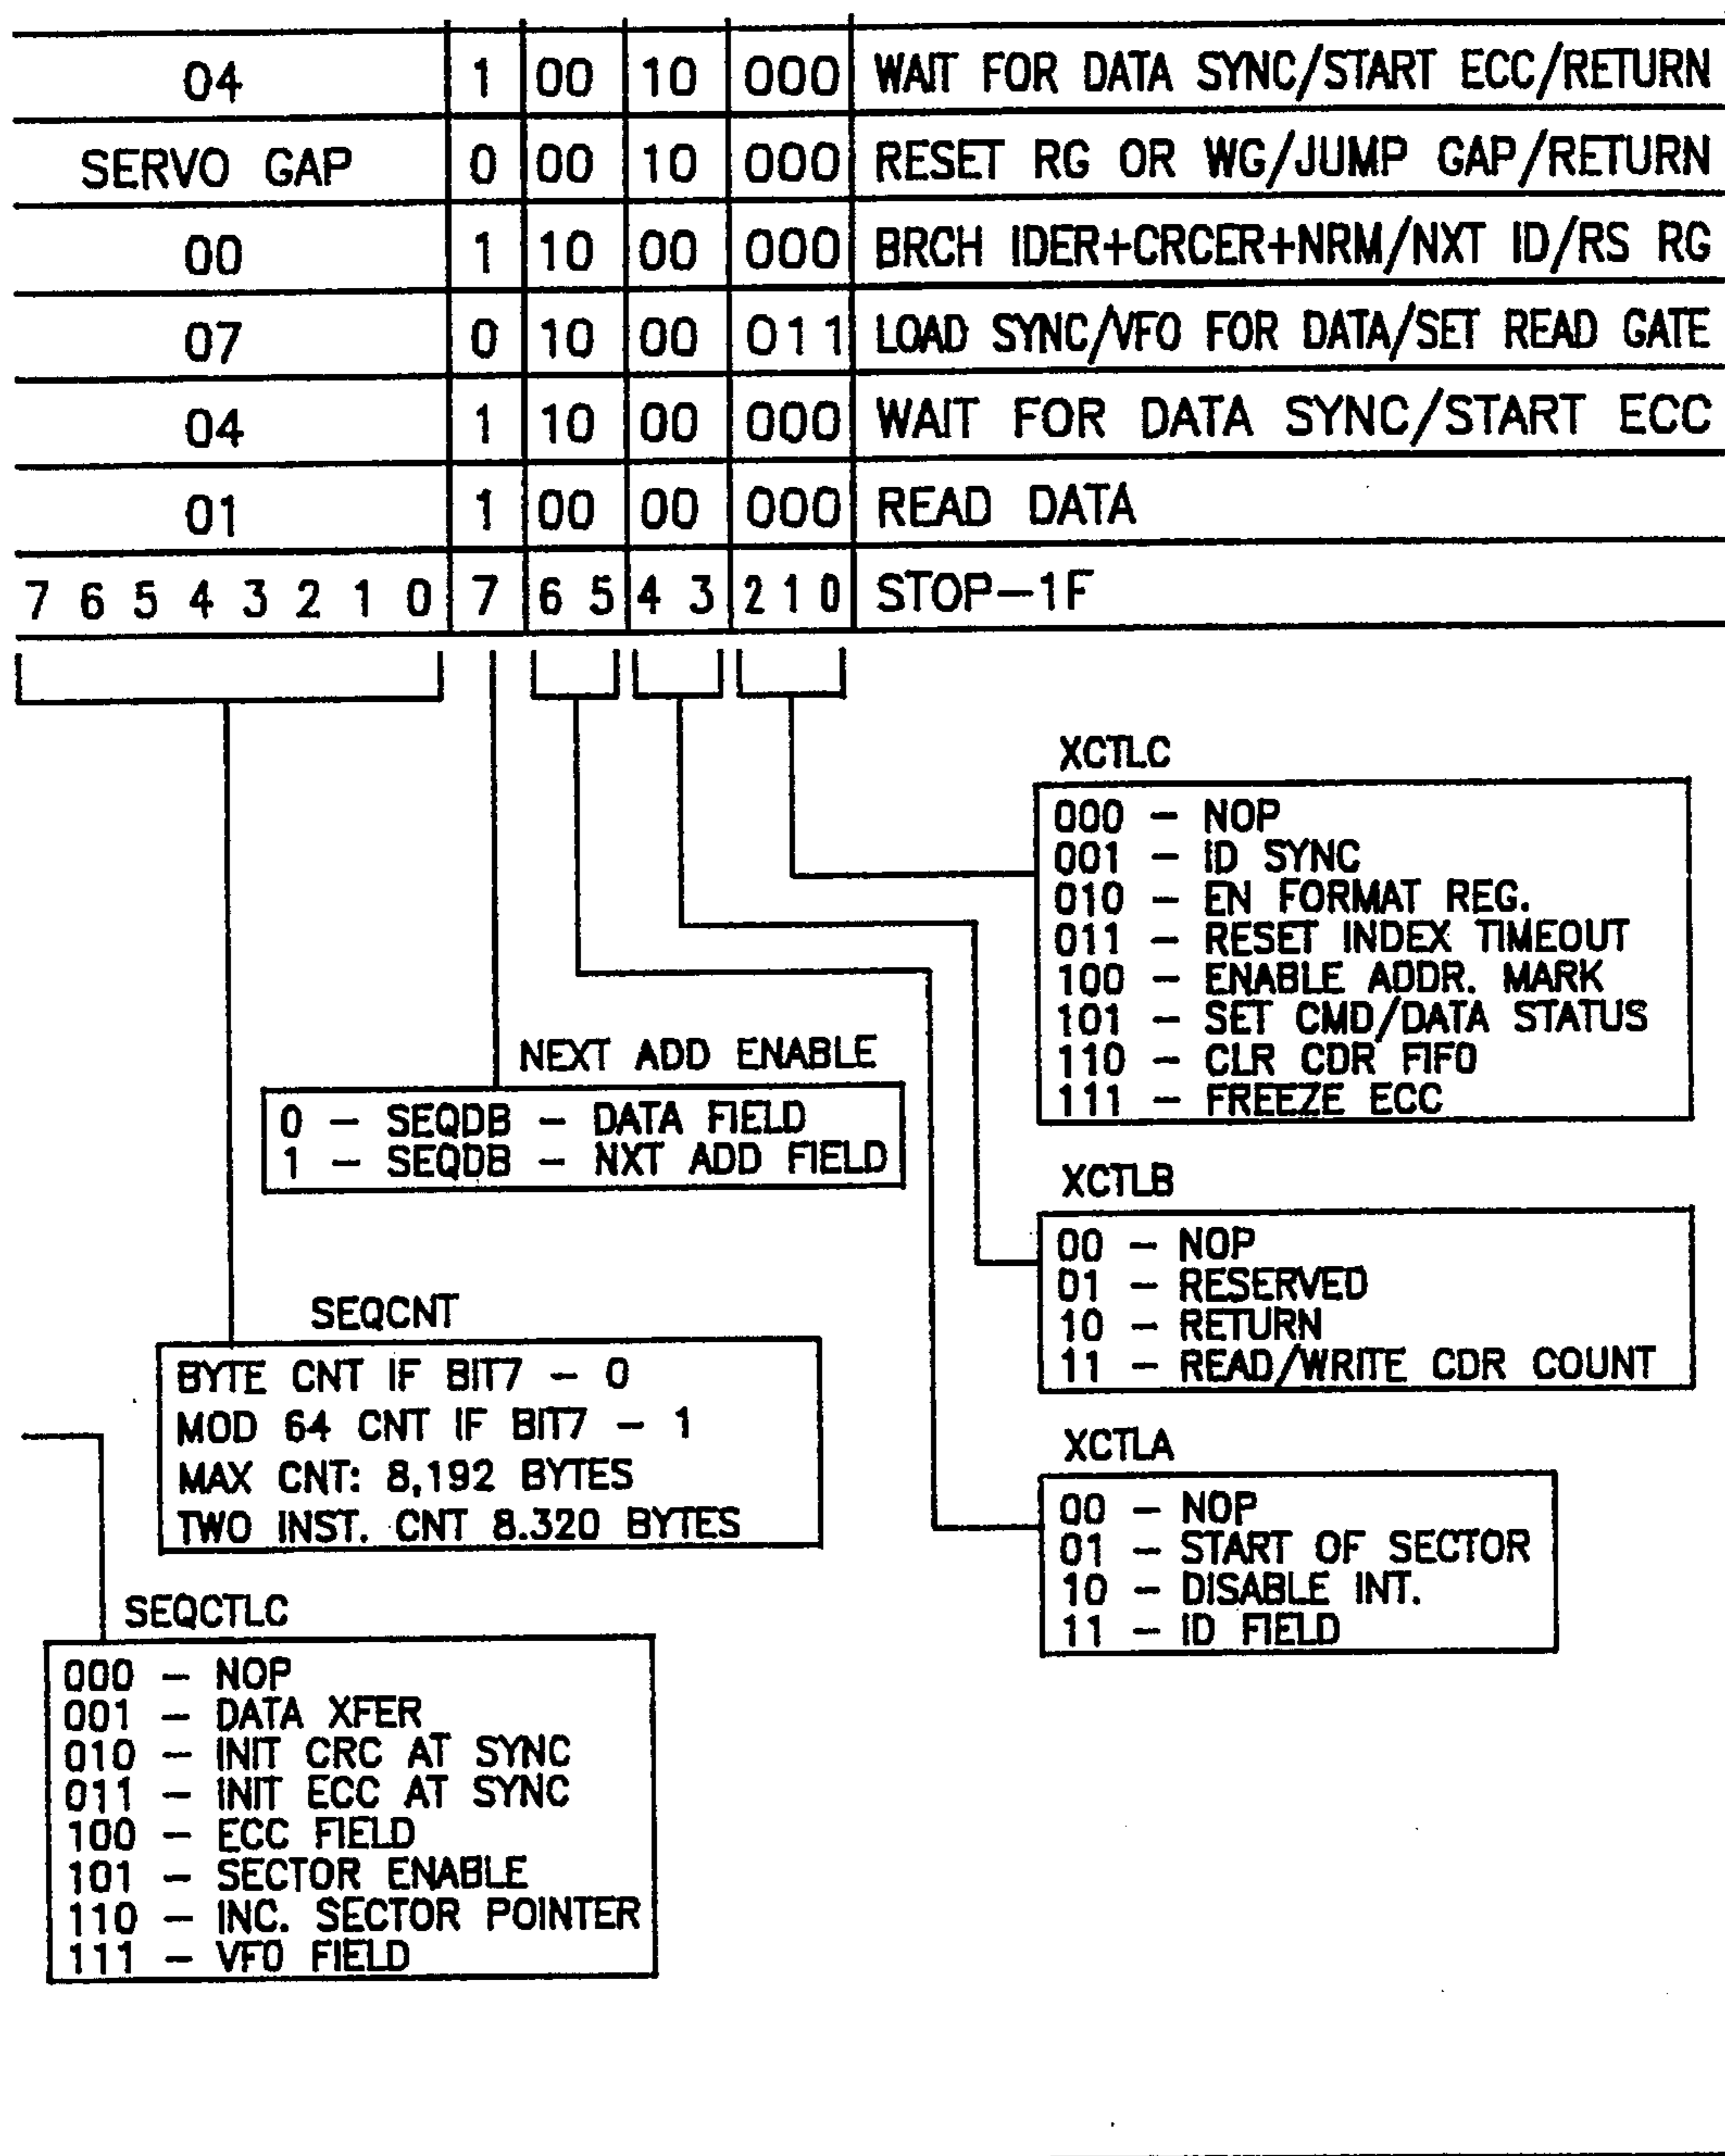 04 1 00 10 000 WAIT FOR DATA SYNC/START ECC/RETURN
SERVO GAP 0 00 10 000 RESET RG OR WG/JUMP GAP/RETURN
00 1 10 00 000 BRCH IDER+CRCER+NRM/NXT ID/RS RG
07 0 10 00 011 LOAD SYNC/VFO FOR DATA/SET READ GATE
04 1 10 00 000 WAIT FOR DATA SYNC/START ECC
01 1 00 00 000 READ DATA
7 6 5 4 3 2 1 0 7 6 5 4 3 2 1 0 STOP-1F
XCTLC
000 - NOP
001 - ID SYNC
010 - EN FORMAT REG.
011 - RESET INDEX TIMEOUT
100 - ENABLE ADDR. MARK
101 - SET CMD/DATA STATUS
110 - CLR CDR FIFO
111 - FREEZE ECC
NEXT ADD ENABLE
0 - SEQDB - DATA FIELD
1 - SEQDB - NXT ADD FIELD
XCTLB
00 - NOP
01 - RESERVED
10 - RETURN
11 - READ/WRITE CDR COUNT
SEQCNT
BYTE CNT IF BIT7 - 0
MOD 64 CNT IF BIT7 - 1
MAX CNT: 8,192 BYTES
TWO INST. CNT 8.320 BYTES
XCTLA
00 - NOP
01 - START OF SECTOR
10 - DISABLE INT.
11 - ID FIELD
SEQCTLC
000 - NOP
001 - DATA XFER
010 - INIT CRC AT SYNC
011 - INIT ECC AT SYNC
100 - ECC FIELD
101 - SECTOR ENABLE
110 - INC. SECTOR POINTER
111 - VFO FIELD